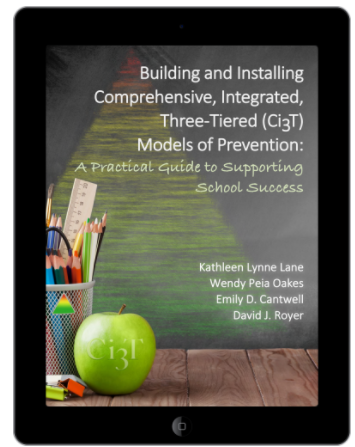 Building and Installing
Comprehensive, Integrated,
Three-Tiered (Ci3T)
Models of Prevention:
A Practical Guide to Supporting
School Success
Kathleen Lynne Lane
Wendy Peia Oakes
Emily D. Cantwell
David J. Royer
Ci3T